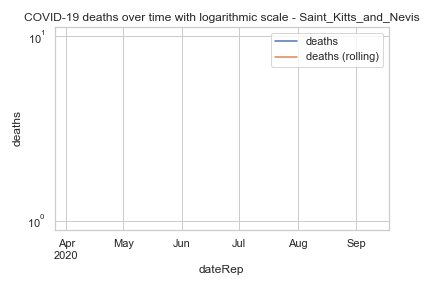 COVID-19 deaths over time with logarithmic scale - Saint_Kitts_and_Nevis
10¹
deaths
deaths (rolling)
deaths
10⁰
Apr May Jun Jul Aug Sep
2020
dateRep